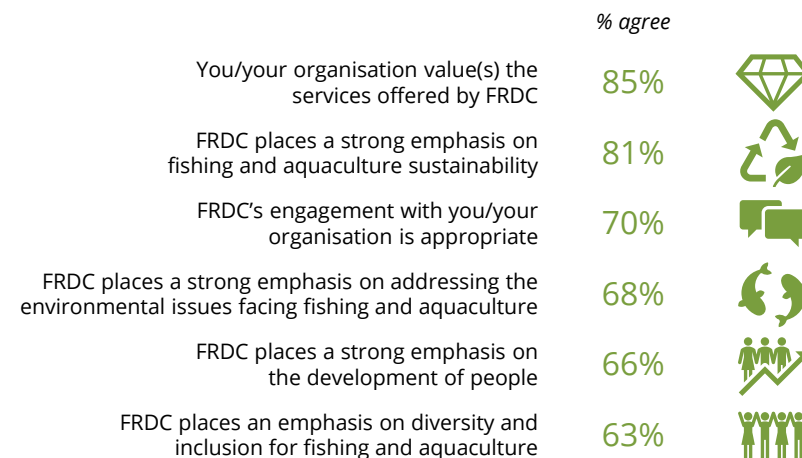 % agree
You/your organisation value(s) the
services offered by FRDC
85%
FRDC places a strong emphasis on
fishing and aquaculture sustainability
81%
FRDC’s engagement with you/your
organisation is appropriate
70%
FRDC places a strong emphasis on addressing the
environmental issues facing fishing and aquaculture
68%
FRDC places a strong emphasis on
the development of people
66%
FRDC places an emphasis on diversity and
inclusion for fishing and aquaculture
63%